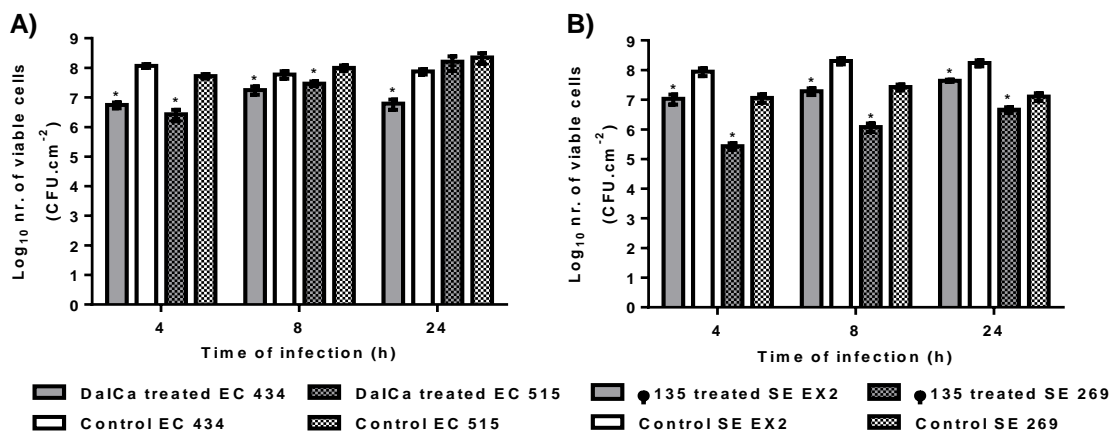 A)
Log10 nr. of viable cells
(CFU.cm-2)
9
8
7
6
5
4
3
2
1
0
* * * * *
4 8 24
Time of infection (h)
DalCa treated EC 434
DalCa treated EC 515
Control EC 434
Control EC 515
B)
Log10 nr. of viable cells
(CFU.cm-2)
9
8
7
6
5
4
3
2
1
0
* * * * * *
4 8 24
Time of infection (h)
φ135 treated SE EX2
φ135 treated SE 269
Control SE EX2
Control SE 269